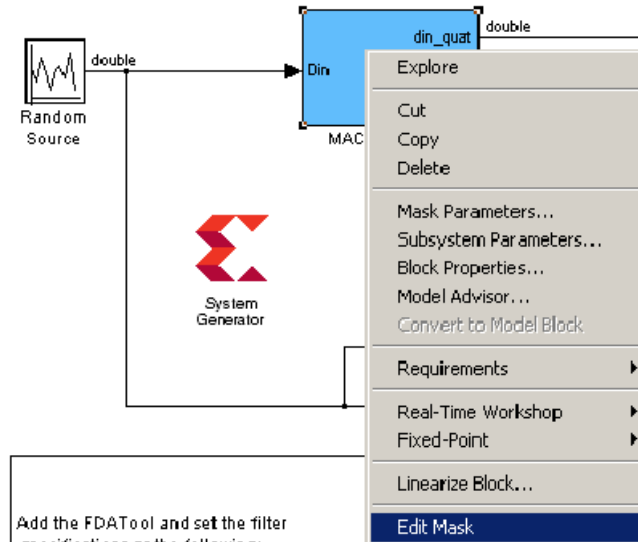 din_quat
double
double
Din
Random
Source
MAC
System
Generator
Explore
Cut
Copy
Delete
Mask Parameters...
Subsystem Parameters...
Block Properties...
Model Advisor...
Convert to Model Block
Requirements
Real-Time Workshop
Fixed-Point
Linearize Block...
Edit Mask
Add the FDATool and set the filter